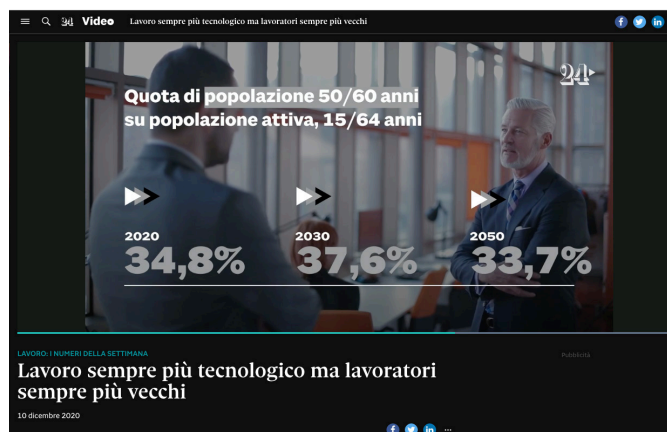 24 Video Lavoro sempre più tecnologico ma lavoratori sempre più vecchi
24
Quota di popolazione 50/60 anni
su popolazione attiva, 15/64 anni
2020 2030 2050
34,8% 37,6% 33,7%
LAVORO: I NUMERI DELLA SETTIMANA
Pubblicità
Lavoro sempre più tecnologico ma lavoratori
sempre più vecchi
10 dicembre 2020